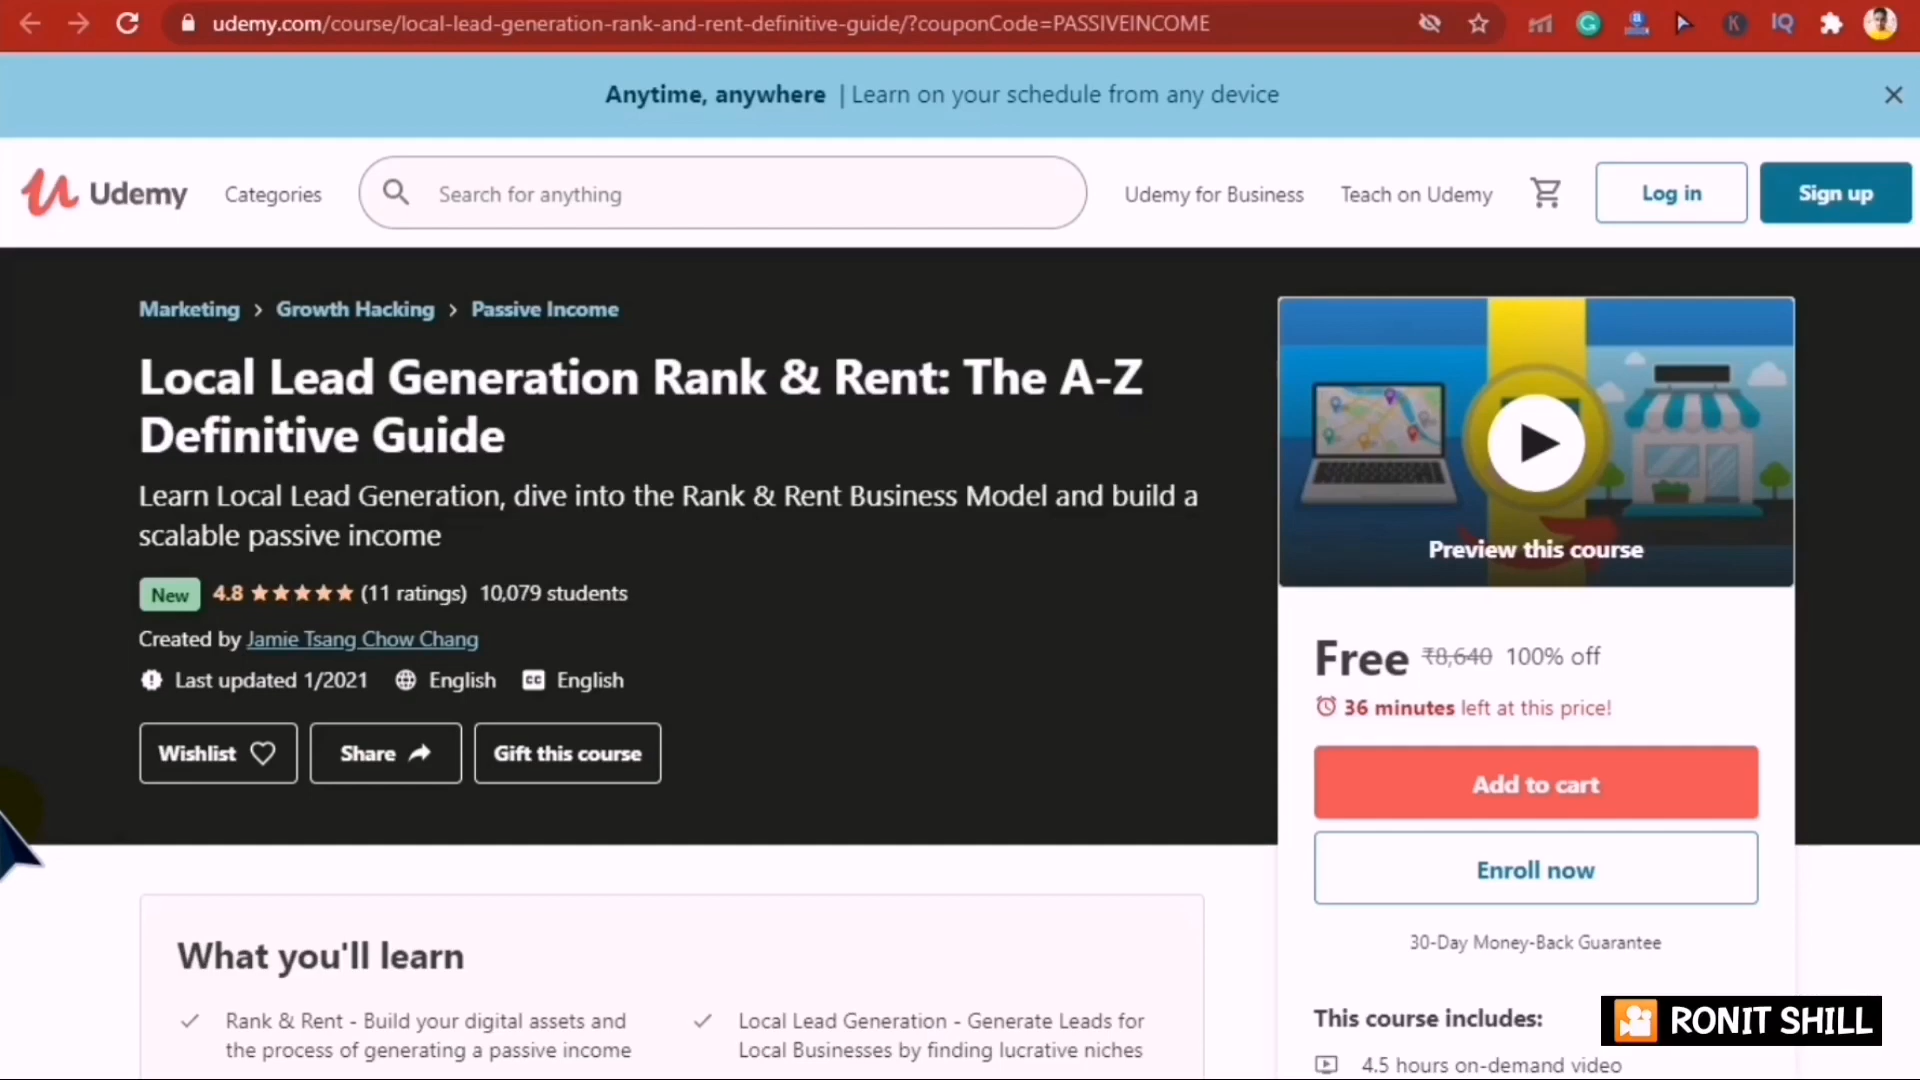 udemy.com/course/local-lead-generation-rank-and-rent-definitive-guide/?couponCode=PASSIVEINCOME
Anytime, anywhere | Learn on your schedule from any device
Udemy Categories Search for anything Udemy for Business Teach on Udemy Log in Sign up
Marketing > Growth Hacking > Passive Income
Local Lead Generation Rank & Rent: The A-Z
Definitive Guide
Learn Local Lead Generation, dive into the Rank & Rent Business Model and build a
scalable passive income
New 4.8 (11 ratings) 10,079 students
Created by Jamie Tsang Chow Chang
Last updated 1/2021 English CC English
Wishlist Share Gift this course
Preview this course
Free ₹8,640 100% off
36 minutes left at this price!
Add to cart
Enroll now
30-Day Money-Back Guarantee
This course includes:
4.5 hours on-demand video
What you'll learn
Rank & Rent - Build your digital assets and
the process of generating a passive income
Local Lead Generation - Generate Leads for
Local Businesses by finding lucrative niches
RONIT SHILL